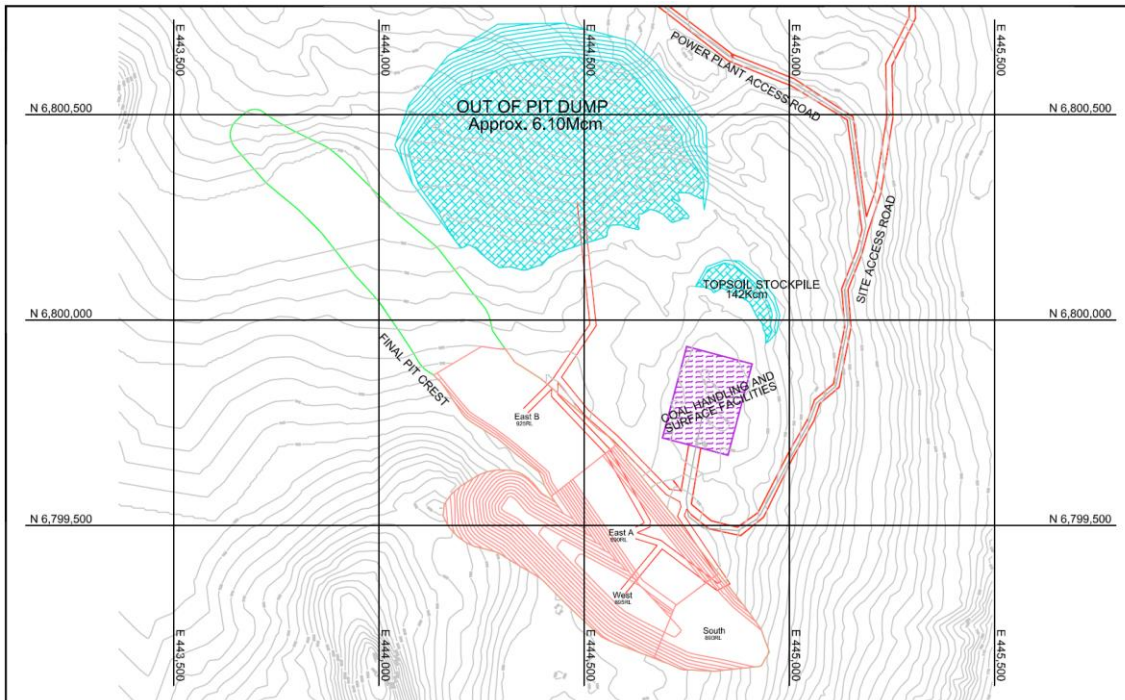 E 443,500
E 444,000
E 444,500
E 445,000
E 445,500
POWER PLANT ACCESS ROAD
OUT OF PIT DUMP
Approx. 6.10Mcm
N 6,800,500
N 6,800,500
SITE ACCESS ROAD
TOPSOIL STOCKPILE
142Kcm
N 6,800,000
N 6,800,000
FINAL PIT CREST
COAL HANDLING AND
SURFACE FACILITIES
East B
N 6,799,500
N 6,799,500
East A
West
South
E 443,500
E 444,000
E 444,500
E 445,000
E 445,500